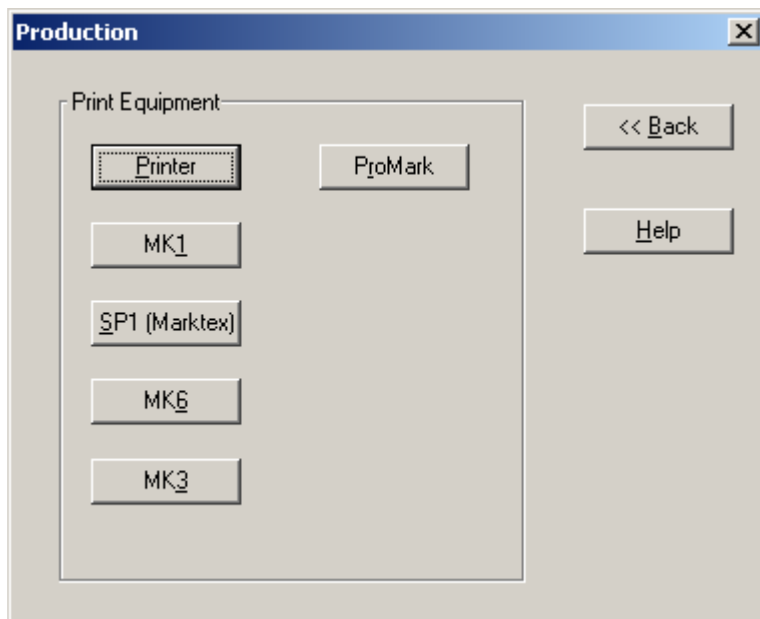 Production
Print Equipment
Printer
ProMark
MK1
SP1 (Marktex)
MK6
MK3
<< Back
Help